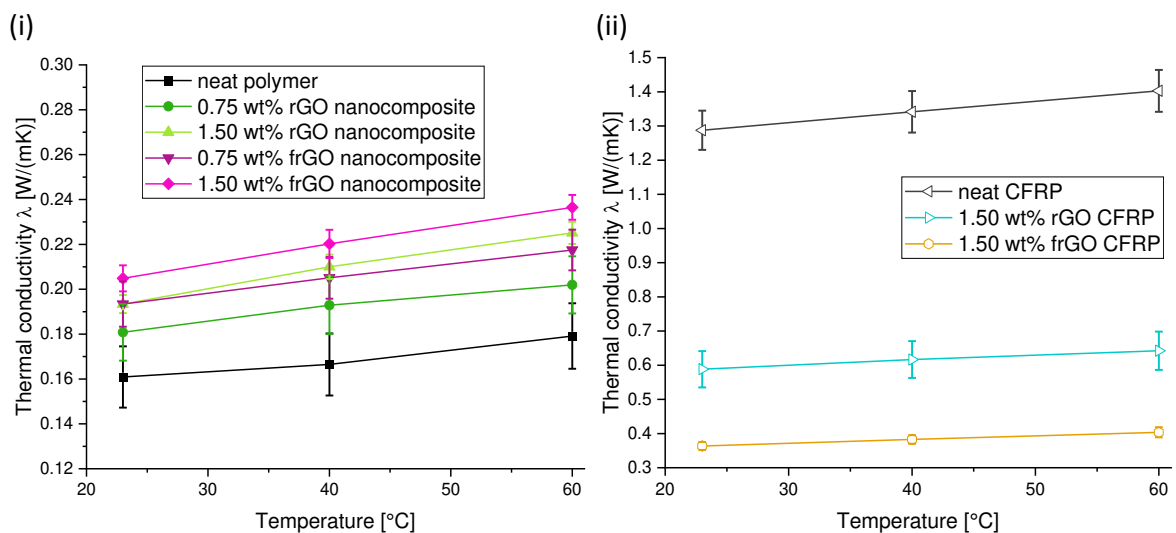 (i)
0.30
0.28
0.26
0.24
0.22
0.20
0.18
0.16
0.14
0.12
Thermal conductivity λ [W/(mK)]
neat polymer
0.75 wt% rGO nanocomposite
1.50 wt% rGO nanocomposite
0.75 wt% frGO nanocomposite
1.50 wt% frGO nanocomposite
20 30 40 50 60
Temperature [°C]
(ii)
1.5
1.4
1.3
1.2
1.1
1.0
0.9
0.8
0.7
0.6
0.5
0.4
0.3
Thermal conductivity λ [W/(mK)]
neat CFRP
1.50 wt% rGO CFRP
1.50 wt% frGO CFRP
20 30 40 50 60
Temperature [°C]